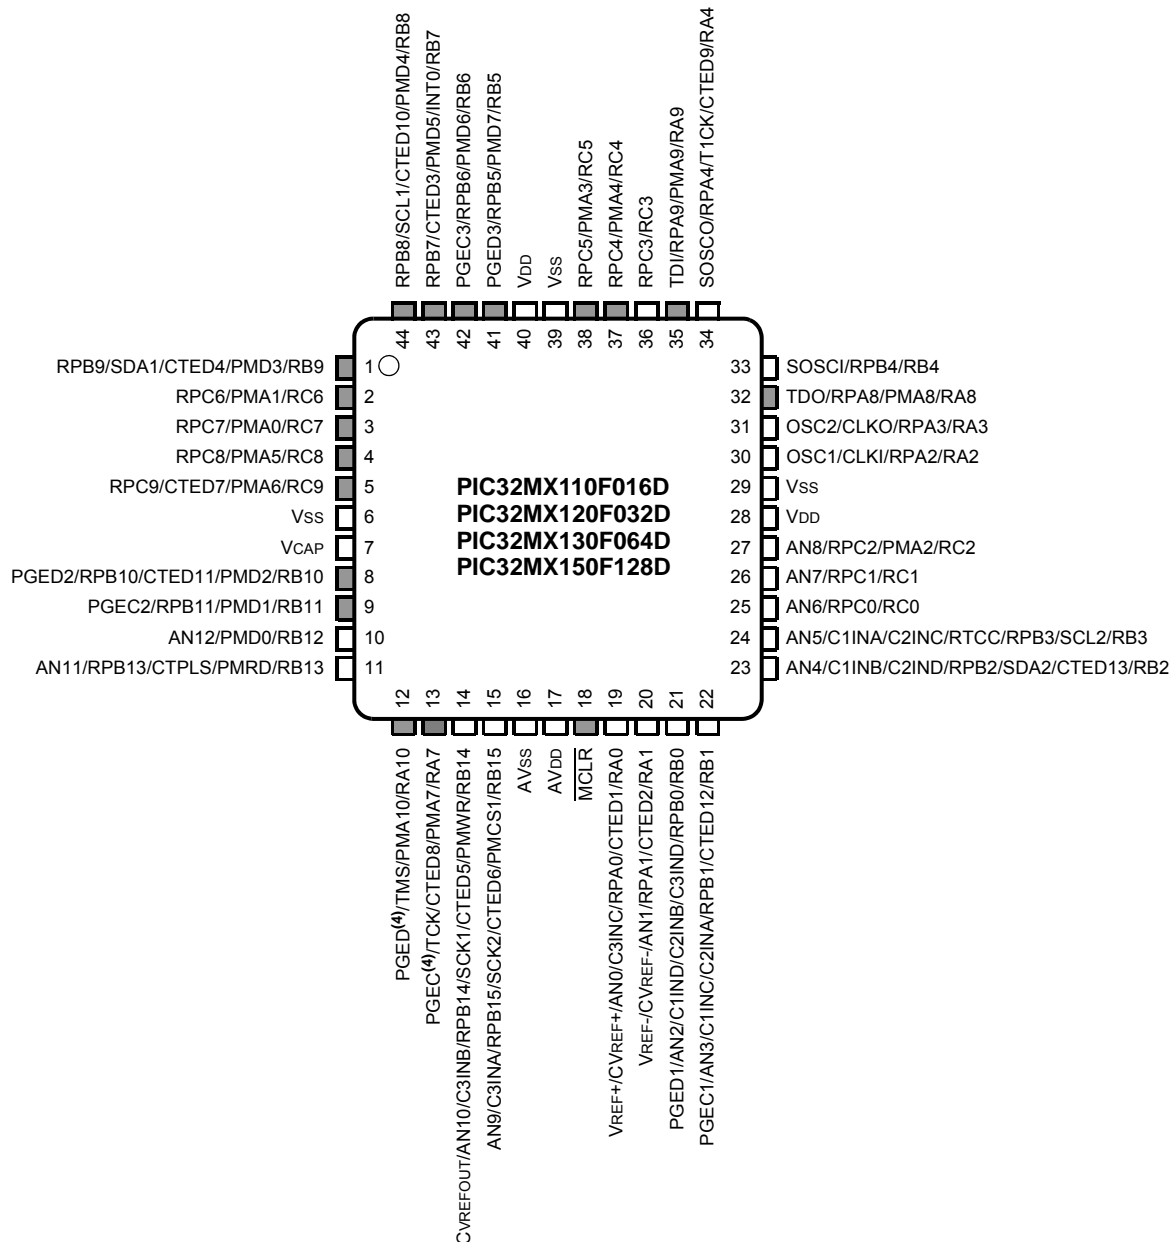 RPB8/SCL1/CTED10/PMD4/RB8
RPB7/CTED3/PMD5/INT0/RB7
PGEC3/RPB6/PMD6/RB6
PGED3/RPB5/PMD7/RB5
VDD
VSS
RPC5/PMA3/RC5
RPC4/PMA4/RC4
RPC3/RC3
TDI/RPA9/PMA9/RA9
SOSCO/RPA4/T1CK/CTED9/RA4
44
43
42
41
40
39
38
37
36
35
34
RPB9/SDA1/CTED4/PMD3/RB9 1
RPC6/PMA1/RC6 2
RPC7/PMA0/RC7 3
RPC8/PMA5/RC8 4
RPC9/CTED7/PMA6/RC9 5
VSS 6
VCAP 7
PGED2/RPB10/CTED11/PMD2/RB10 8
PGEC2/RPB11/PMD1/RB11 9
AN12/PMD0/RB12 10
AN11/RPB13/CTPLS/PMRD/RB13 11
PIC32MX110F016D
PIC32MX120F032D
PIC32MX130F064D
PIC32MX150F128D
33 SOSCI/RPB4/RB4
32 TDO/RPA8/PMA8/RA8
31 OSC2/CLKO/RPA3/RA3
30 OSC1/CLKI/RPA2/RA2
29 VSS
28 VDD
27 AN8/RPC2/PMA2/RC2
26 AN7/RPC1/RC1
25 AN6/RPC0/RC0
24 AN5/C1INA/C2INC/RTCC/RPB3/SCL2/RB3
23 AN4/C1INB/C2IND/RPB2/SDA2/CTED13/RB2
12
13
14
15
16
17
18
19
20
21
22
PGED(4)/TMS/PMA10/RA10
PGEC(4)/TCK/CTED8/PMA7/RA7
CVREFOUT/AN10/C3INB/RPB14/SCK1/CTED5/PMWR/RB14
AN9/C3INA/RPB15/SCK2/CTED6/PMCS1/RB15
AVSS
AVDD
MCLR
VREF+/CVREF+/AN0/C3INC/RPA0/CTED1/RA0
VREF-/CVREF-/AN1/RPA1/CTED2/RA1
PGED1/AN2/C1IND/C2INB/C3IND/RPB0/RB0
PGEC1/AN3/C1INC/C2INA/RPB1/CTED12/RB1